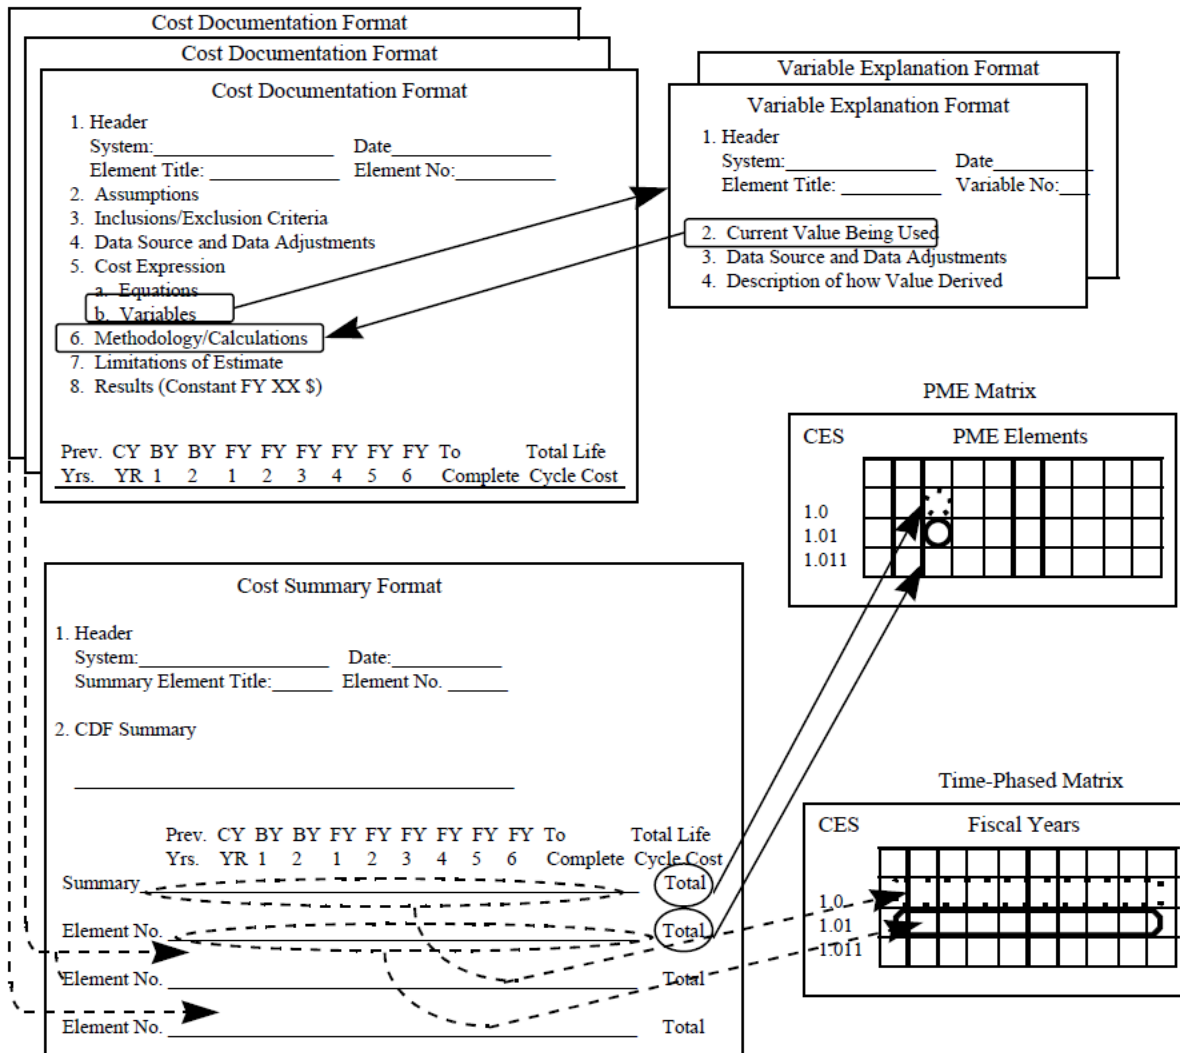 Cost Documentation Format
Cost Documentation Format
Cost Documentation Format
1. Header
System: Date
Element Title: Element No:
2. Assumptions
3. Inclusions/Exclusion Criteria
4. Data Source and Data Adjustments
5. Cost Expression
a. Equations
b. Variables
6. Methodology/Calculations
7. Limitations of Estimate
8. Results (Constant FY XX $)
Prev. CY BY BY FY FY FY FY FY FY To Total Life
Yrs. YR 1 2 1 2 3 4 5 6 Complete Cycle Cost
Variable Explanation Format
Variable Explanation Format
1. Header
System: Date
Element Title: Variable No:
2. Current Value Being Used
3. Data Source and Data Adjustments
4. Description of how Value Derived
PME Matrix
CES PME Elements
1.0
1.01
1.011
Cost Summary Format
1. Header
System: Date:
Summary Element Title: Element No.
2. CDF Summary
Prev. CY BY BY FY FY FY FY FY FY To Total Life
Yrs. YR 1 2 1 2 3 4 5 6 Complete Cycle Cost
Summary Total
Element No. Total
Element No. Total
Element No. Total
Time-Phased Matrix
CES Fiscal Years
1.0
1.01
1.011